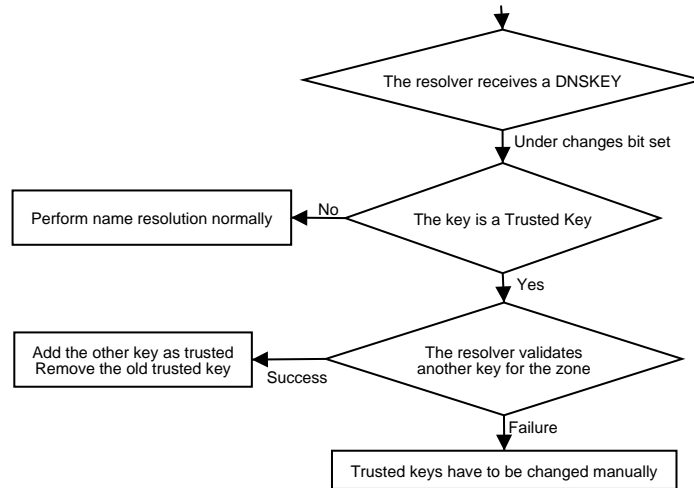 The resolver receives a DNSKEY
Under changes bit set
No
Perform name resolution normally
The key is a Trusted Key
Yes
Add the other key as trusted
Remove the old trusted key
Success
The resolver validates
another key for the zone
Failure
Trusted keys have to be changed manually